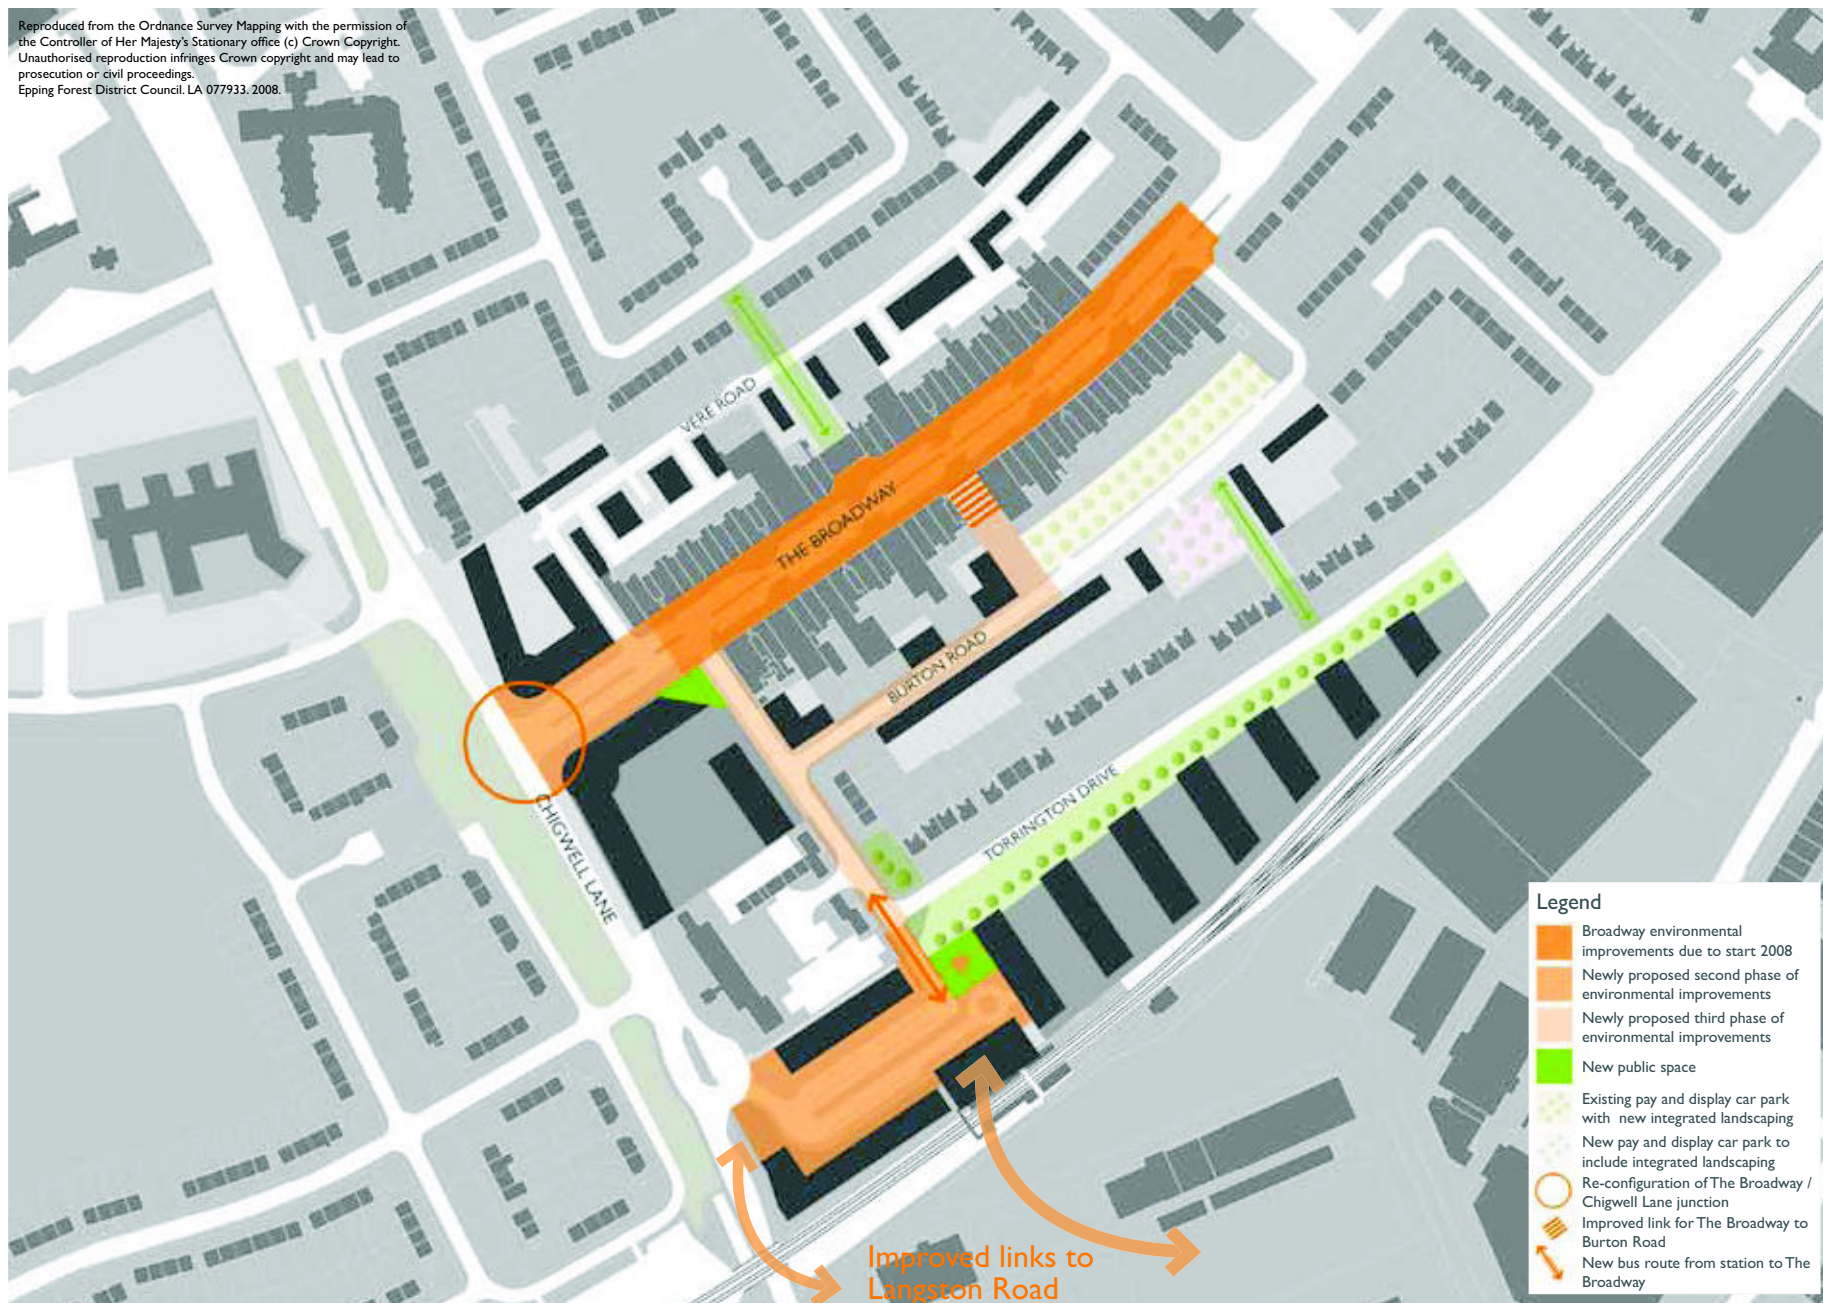 Reproduced from the Ordnance Survey Mapping with the permission of
the Controller of Her Majesty's Stationary office (c) Crown Copyright.
Unauthorised reproduction infringes Crown copyright and may lead to
prosecution or civil proceedings.
Epping Forest District Council. LA 077933. 2008.
VERE ROAD
THE BROADWAY
BURTON ROAD
TORRINGTON DRIVE
CHIGWELL LANE
Improved links to
Langston Road
Legend
Broadway environmental
improvements due to start 2008
Newly proposed second phase of
environmental improvements
Newly proposed third phase of
environmental improvements
New public space
Existing pay and display car park
with new integrated landscaping
New pay and display car park to
include integrated landscaping
Re-configuration of The Broadway /
Chigwell Lane junction
Improved link for The Broadway to
Burton Road
New bus route from station to The
Broadway